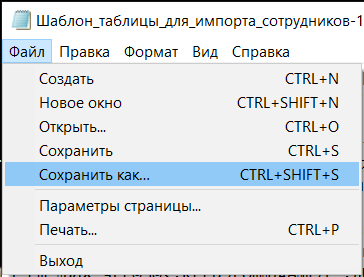 Шаблон_таблицы_для_импорта_сотрудников-1
Файл Правка Формат Вид Справка
Создать CTRL+N
Новое окно CTRL+SHIFT+N
Открыть... CTRL+O
Сохранить CTRL+S
Сохранить как... CTRL+SHIFT+S
Параметры страницы...
Печать... CTRL+P
Выход